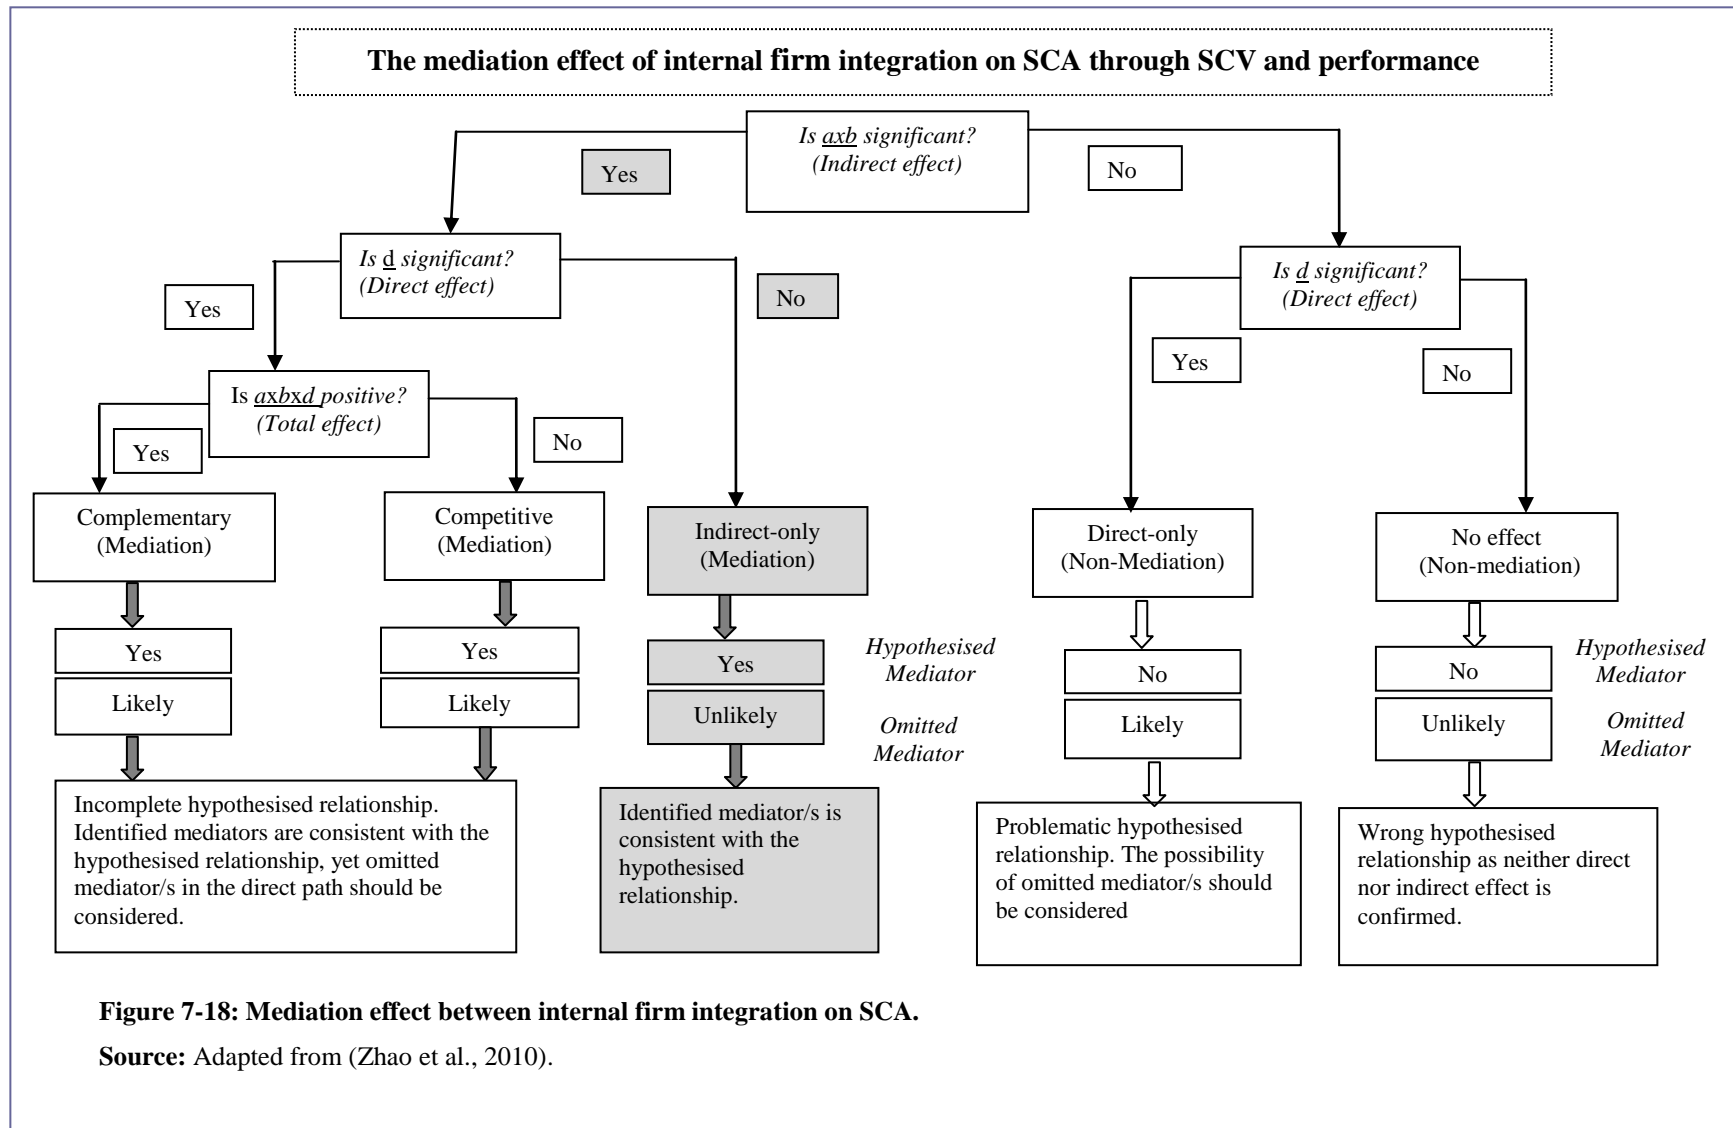 The mediation effect of internal firm integration on SCA through SCV and performance
Is axb significant?
(Indirect effect)
Yes
No
Is d significant?
(Direct effect)
Is d significant?
(Direct effect)
Yes
No
Yes
No
Is axbxd positive?
(Total effect)
Yes
No
Complementary
(Mediation)
Competitive
(Mediation)
Indirect-only
(Mediation)
Direct-only
(Non-Mediation)
No effect
(Non-mediation)
Yes
Yes
Yes
Hypothesised
Mediator
No
No
Hypothesised
Mediator
Likely
Likely
Unlikely
Omitted
Mediator
Likely
Unlikely
Omitted
Mediator
Incomplete hypothesised relationship.
Identified mediators are consistent with the
hypothesised relationship, yet omitted
mediator/s in the direct path should be
considered.
Identified mediator/s is
consistent with the
hypothesised
relationship.
Problematic hypothesised
relationship. The possibility
of omitted mediator/s should
be considered
Wrong hypothesised
relationship as neither direct
nor indirect effect is
confirmed.
Figure 7-18: Mediation effect between internal firm integration on SCA.
Source: Adapted from (Zhao et al., 2010).